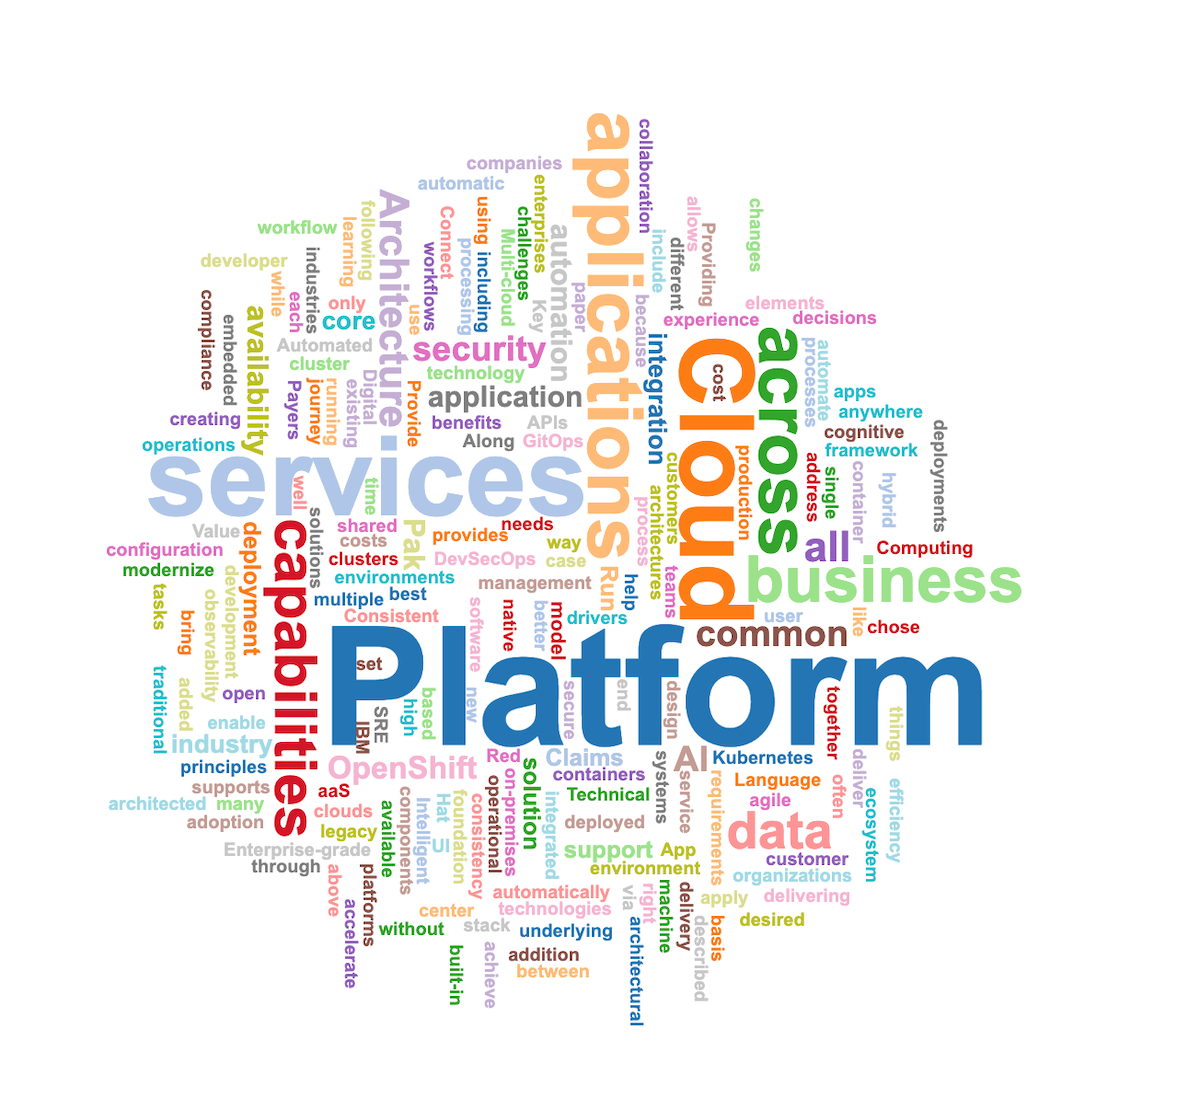 applications
collaboration
companies
automatic
enterprises
Architecture
following
learning
workflow
developer
while
industries
each
only
core
Connect
using
challenges
Multi-cloud
workflows
processing
including
automation
Key
paper
include
different
allows
Providing
changes
because
experience
elements
decisions
compliance
embedded
availability
Automated
cluster
use
security
technology
application
integration
Cloud
cost
across
automate
processes
apps
anywhere
cognitive
framework
creating
operations
Payers
journey
running
existing
Digital
Provide
benefits
APIs
Along
GitOps
services
well
time
customers
production
address
single
container
hybrid
deployments
Value
configuration
modernize
deployment
capabilities
solutions
shared
costs
clusters
Pak
provides
needs
way
case
DevSecOps
environments
management
multiple
best
Consistent
Run
help
process
architectures
teams
all
Computing
business
user
like
chose
common
tasks
bring
development
observability
software
native
better
model
drivers
Platform
set
traditional
added
open
enable
industry
principles
SRE
IBM
high
based
new
secure
end
design
together
things
supports
architected
many
adoption
OpenShift
Red
Claims
containers
Technical
solution
systems
AI
Kubernetes
Language
agile
often
deliver
efficiency
ecosystem
aaS
clouds
legacy
available
components
Intelligent
Hat
UI
foundation
consistency
operational
on-premises
integrated
deployed
service
requirements
data
customer
organizations
delivering
Enterprise-grade
through
support
App
environment
above
accelerate
platforms
without
center
automatically
technologies
stack
underlying
via
right
machine
delivery
apply
desired
basis
described
built-in
achieve
addition
between
architectural